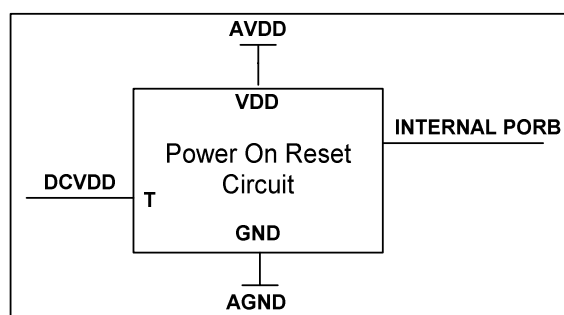 AVDD
VDD
INTERNAL PORB
Power On Reset
Circuit
DCVDD
T
GND
AGND